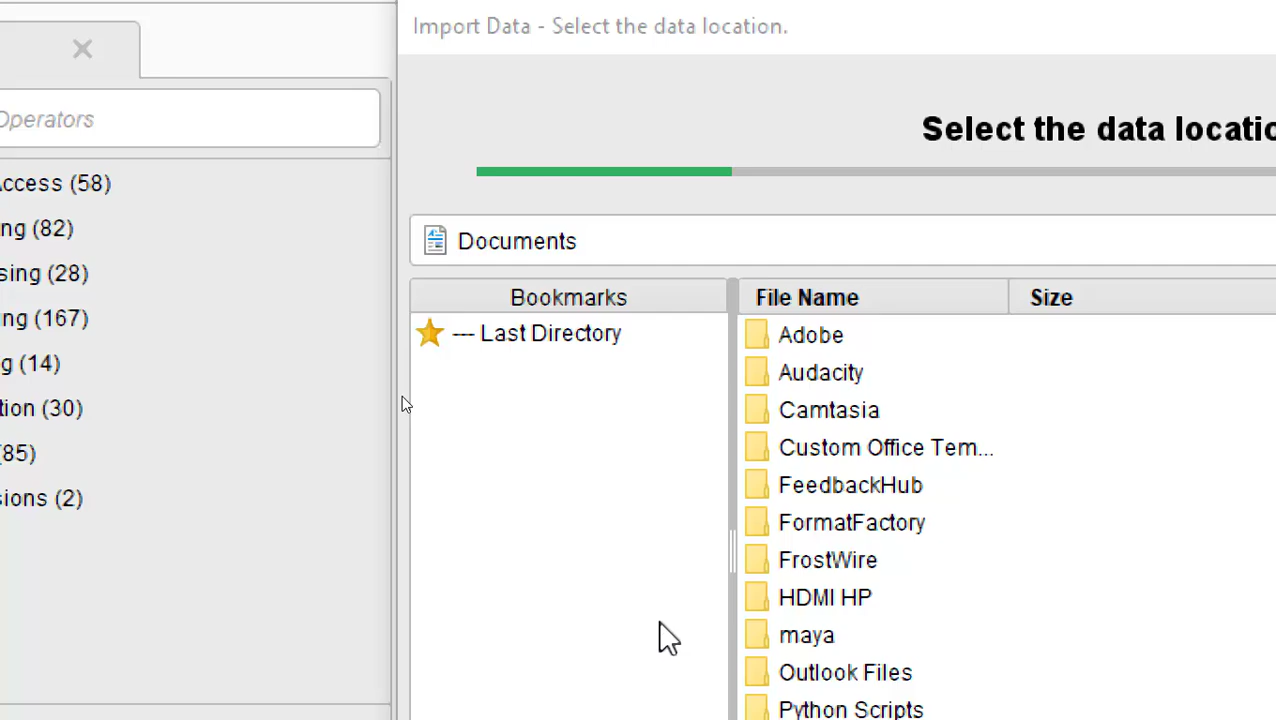 Import Data - Select the data location.
Operators
Select the data locatio
Access (58)
ng (82)
sing (28)
ng (167)
g (14)
tion (30)
(85)
sions (2)
Documents
Bookmarks
--- Last Directory
File Name
Size
Adobe
Audacity
Camtasia
Custom Office Tem...
FeedbackHub
FormatFactory
FrostWire
HDMI HP
maya
Outlook Files
Python Scripts